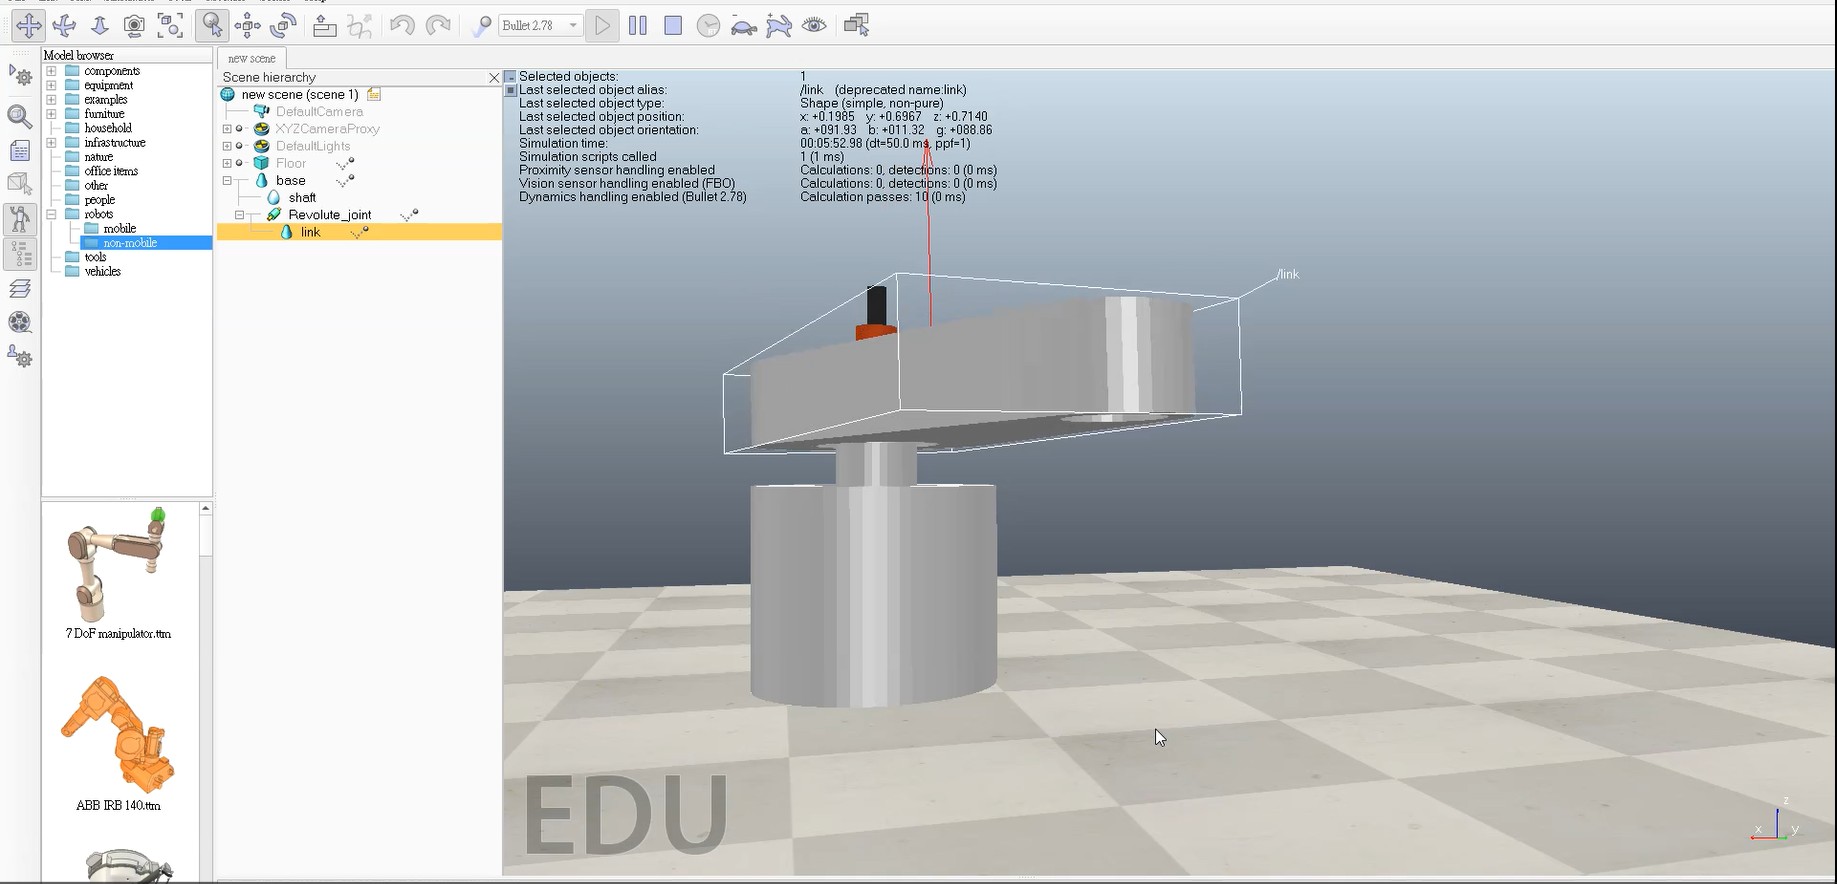 Bullet 2.78
Model browser
components
equipment
examples
furniture
household
infrastructure
nature
office items
other
people
robots
mobile
non-mobile
tools
vehicles
7 DoF manipulator.ttm
ABB IRB 140.ttm
new scene
Scene hierarchy
new scene (scene 1)
DefaultCamera
XYZCameraProxy
DefaultLights
Floor
base
shaft
Revolute_joint
link
Selected objects: 1
Last selected object alias: /link (deprecated name:link)
Last selected object type: Shape (simple, non-pure)
Last selected object position: x: +0.1985 y: +0.6967 z: +0.7140
Last selected object orientation: a: +091.93 b: +011.32 g: +088.86
Simulation time: 00:05:52.98 (dt=50.0 ms, ppf=1)
Simulation scripts called 1 (1 ms)
Proximity sensor handling enabled Calculations: 0, detections: 0 (0 ms)
Vision sensor handling enabled (FBO) Calculations: 0, detections: 0 (0 ms)
Dynamics handling enabled (Bullet 2.78) Calculation passes: 10 (0 ms)
/link
EDU
z
x y